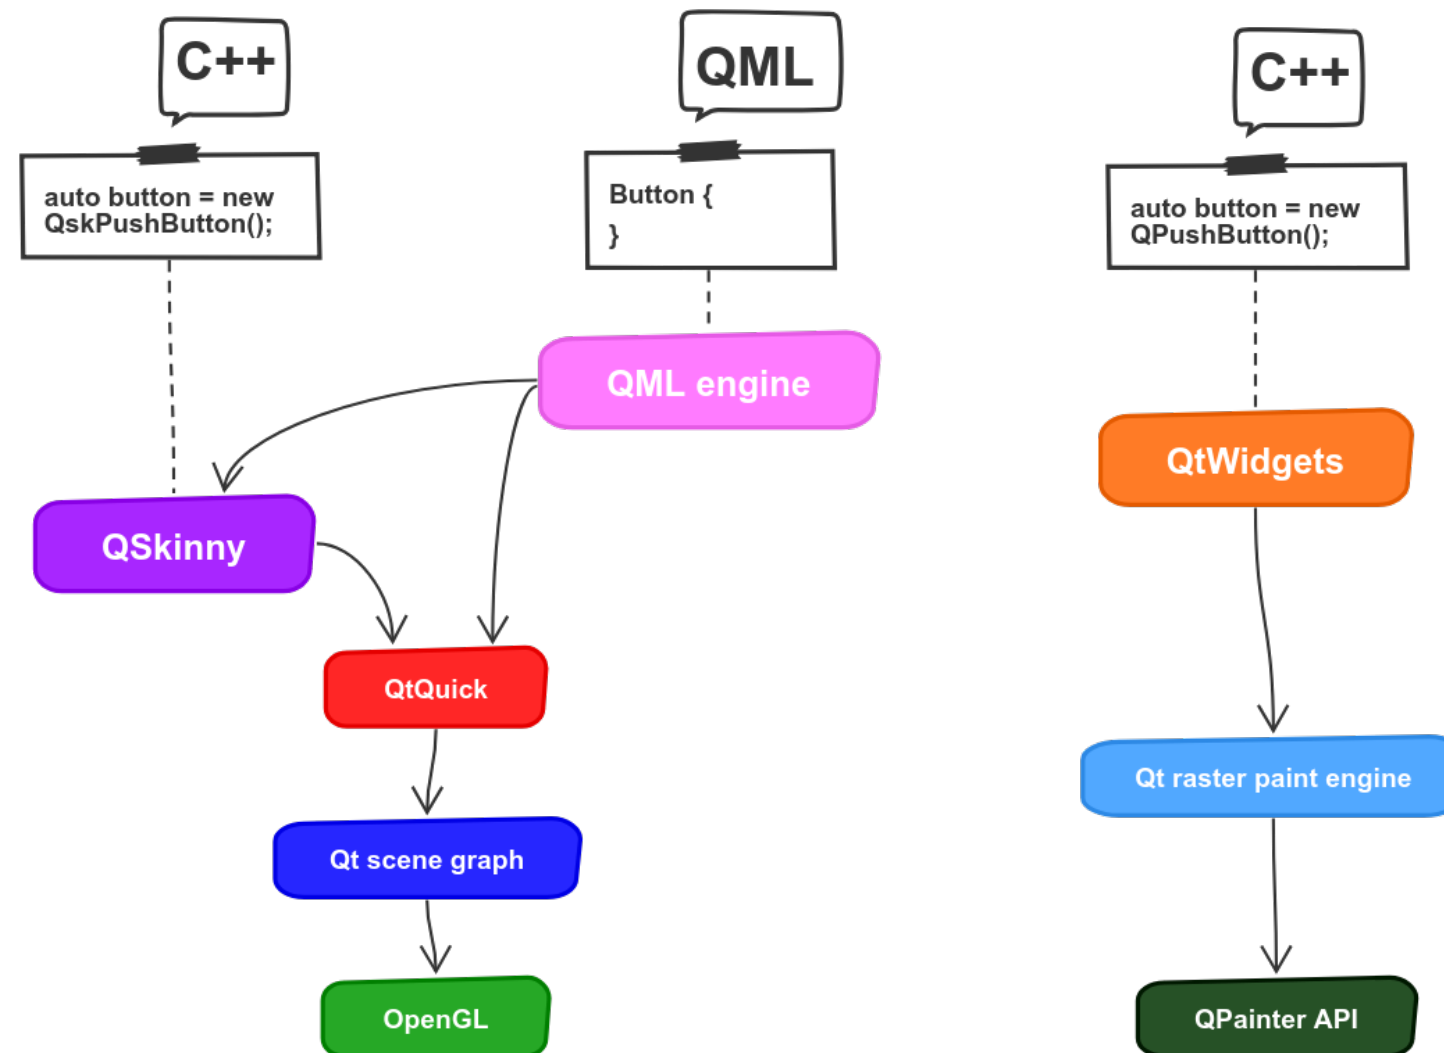 C++
QML
C++
auto button = new
QskPushButton();
Button {
}
auto button = new
QPushButton();
QML engine
QtWidgets
QSkinny
QtQuick
Qt raster paint engine
Qt scene graph
OpenGL
QPainter API